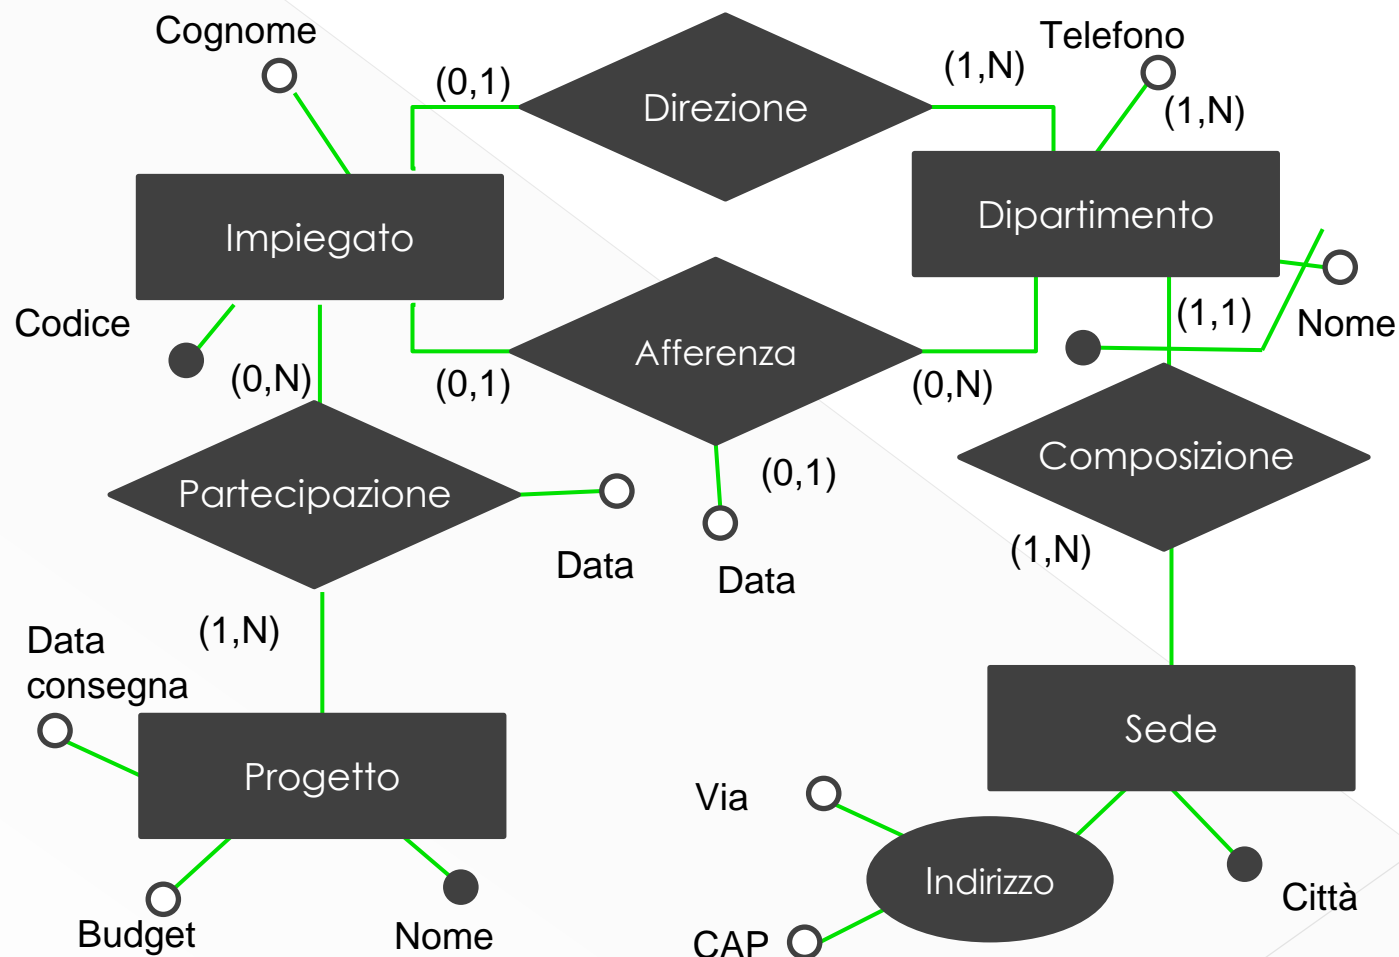 Cognome
Telefono
(0,1)
(1,N)
Direzione
(1,N)
Impiegato
Dipartimento
Codice
(1,1)
Nome
Afferenza
(0,N)
(0,1)
(0,N)
Composizione
(0,1)
Partecipazione
(1,N)
Data
Data
(1,N)
Data
consegna
Sede
Progetto
Via
Indirizzo
Città
Budget
Nome
CAP